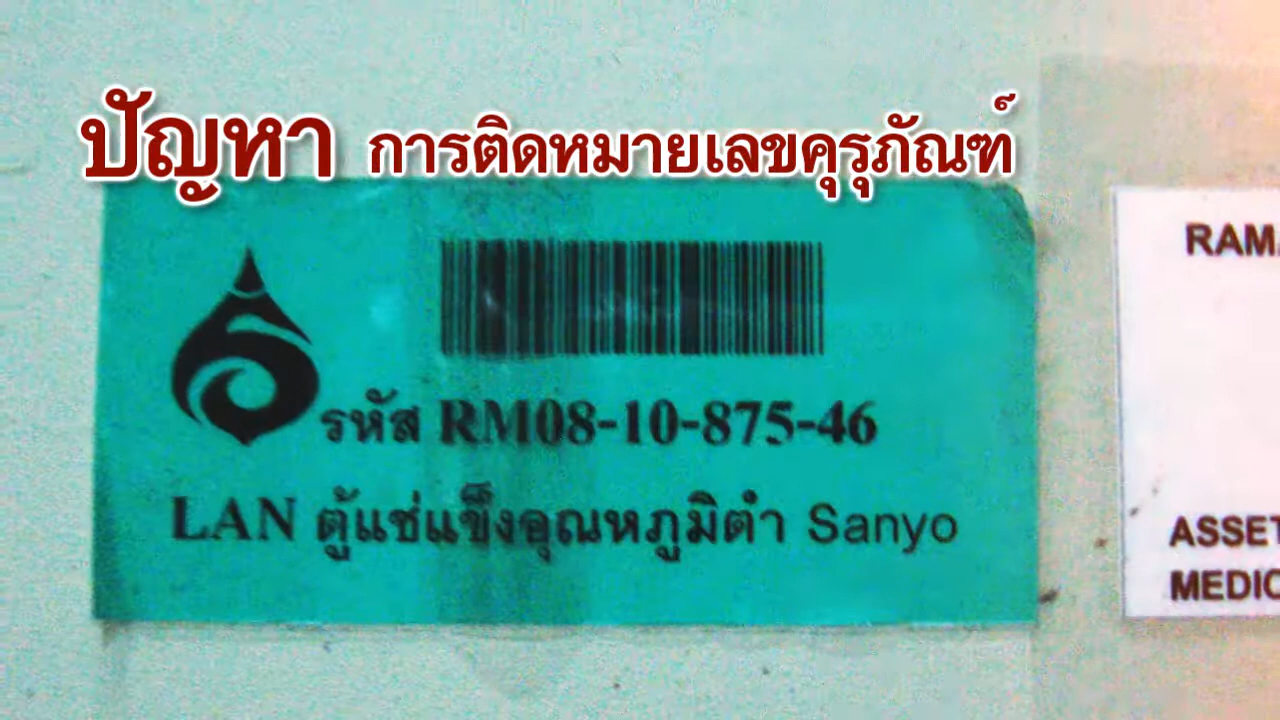 ปัญหา การติดหมายเลขครุภัณฑ์
รหัส RM08-10-875-46
LAN ตู้แช่แข็งอุณหภูมิต่ำ Sanyo
ASSET